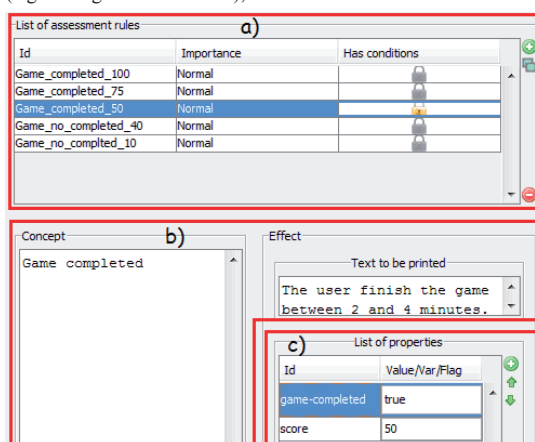 List of assessment rules
a)
Id Importance Has conditions
Game_completed_100 Normal
Game_completed_75 Normal
Game_completed_50 Normal
Game_no_completed_40 Normal
Game_no_complted_10 Normal
Concept b) Effect
Game completed
Text to be printed
The user finish the game
between 2 and 4 minutes.
c) List of properties
Id Value/Var/Flag
game-completed true
score 50